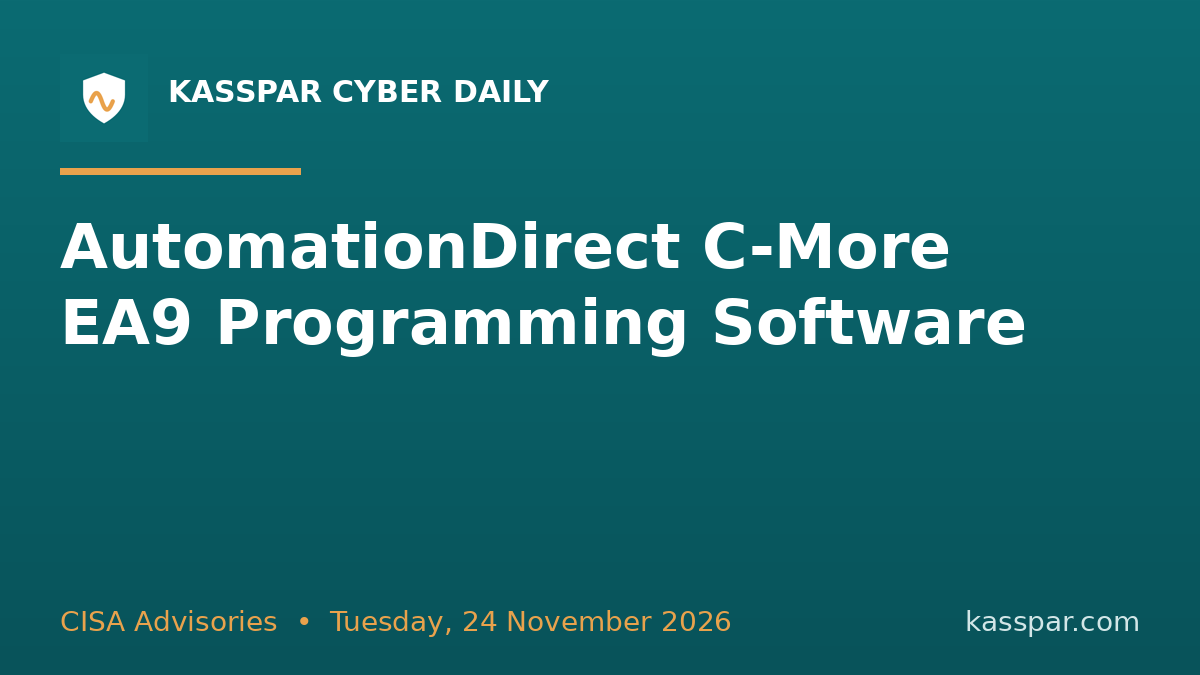 KASSPAR CYBER DAILY
AutomationDirect C-More
EA9 Programming Software
CISA Advisories • Tuesday, 24 November 2026
kasspar.com